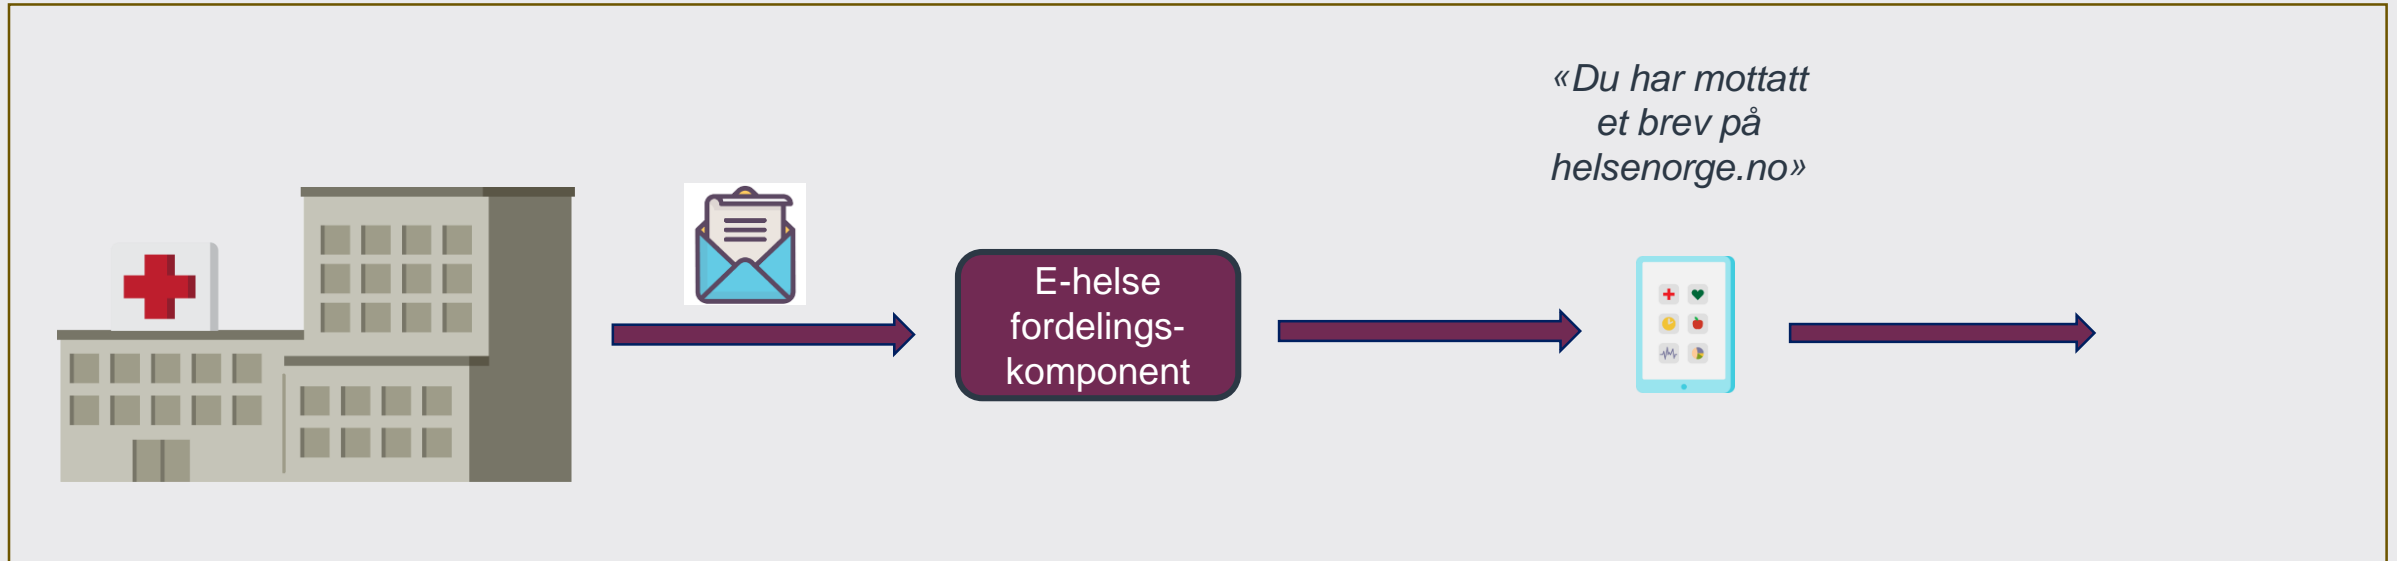 «Du har mottatt
et brev på
helsenorge.no»
E-helse
fordelings-
komponent